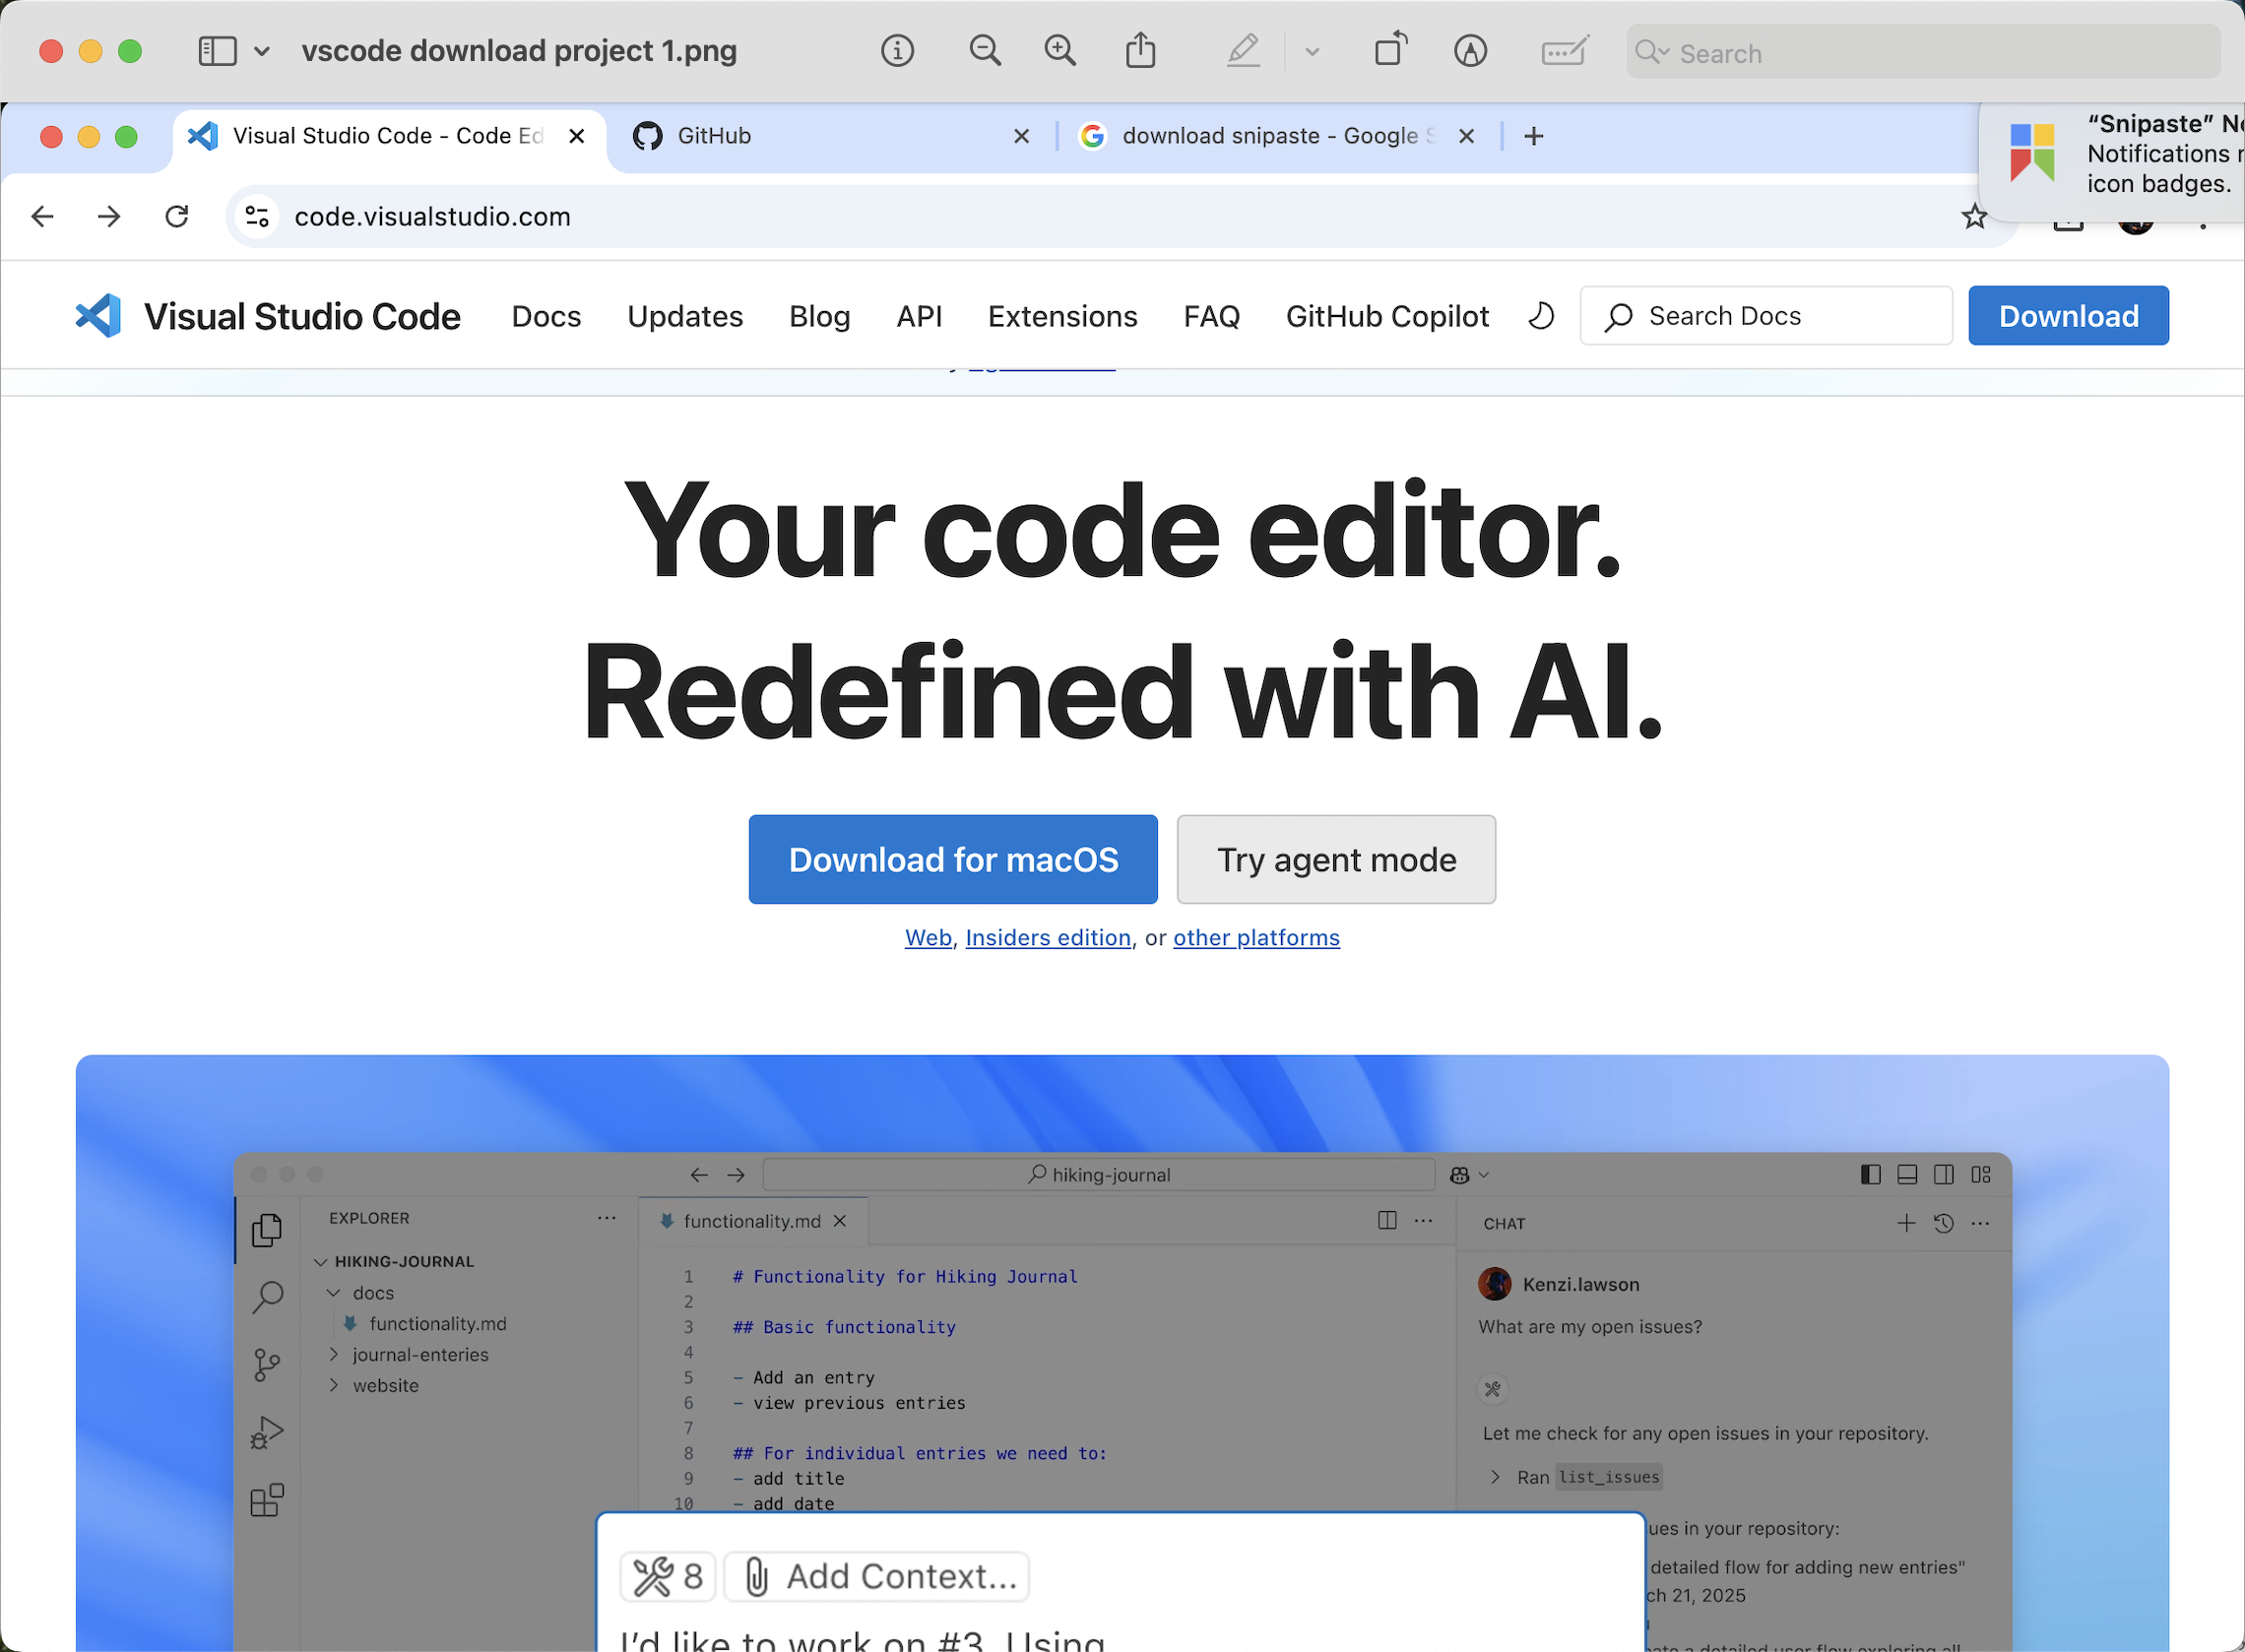 vscode download project 1.png
Search
Visual Studio Code - Code Ed
GitHub
download snipaste - Google S
“Snipaste” No
Notifications
icon badges.
code.visualstudio.com
Visual Studio Code
Docs
Updates
Blog
API
Extensions
FAQ
GitHub Copilot
Search Docs
Download
Your code editor.
Redefined with AI.
Download for macOS
Try agent mode
Web, Insiders edition, or other platforms
hiking-journal
EXPLORER
HIKING-JOURNAL
docs
functionality.md
journal-enteries
website
functionality.md
1 # Functionality for Hiking Journal
2
3 ## Basic functionality
4
5 - Add an entry
6 - view previous entries
7
8 ## For individual entries we need to:
9 - add title
10 - add date
CHAT
Kenzi.lawson
What are my open issues?
Let me check for any open issues in your repository.
Ran list_issues
ues in your repository:
detailed flow for adding new entries"
ch 21, 2025
ate a detailed user flow exploring all
8
Add Context...
I'd like to work on #3. Using